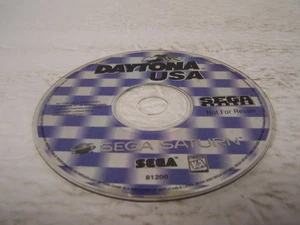 DAYTONA
USA
SEGA
Not For Resale
SEGA SATURN
SEGA
81200